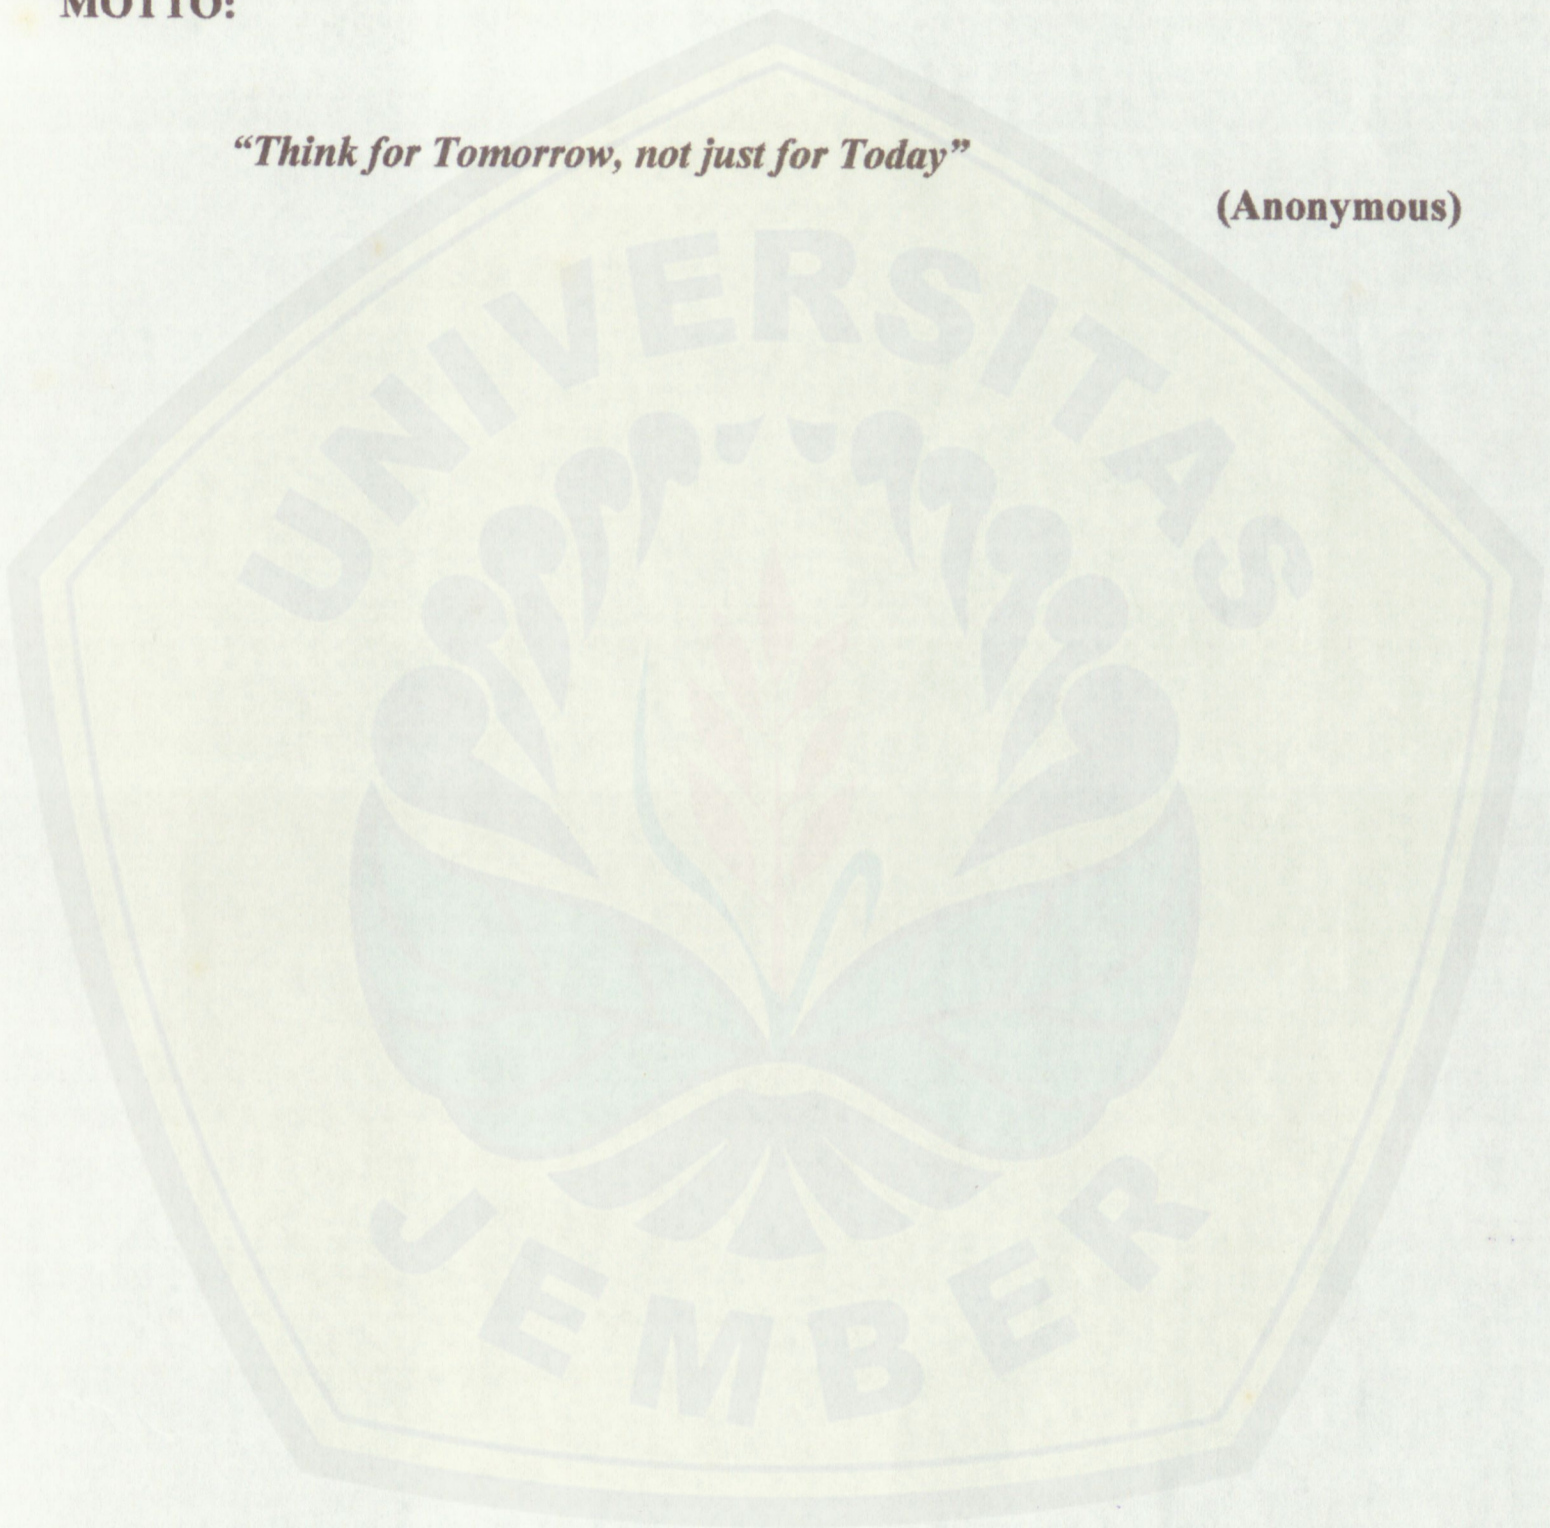 MOTTO:
“Think for Tomorrow, not just for Today”
(Anonymous)
UNIVERSITAS
JEMBER